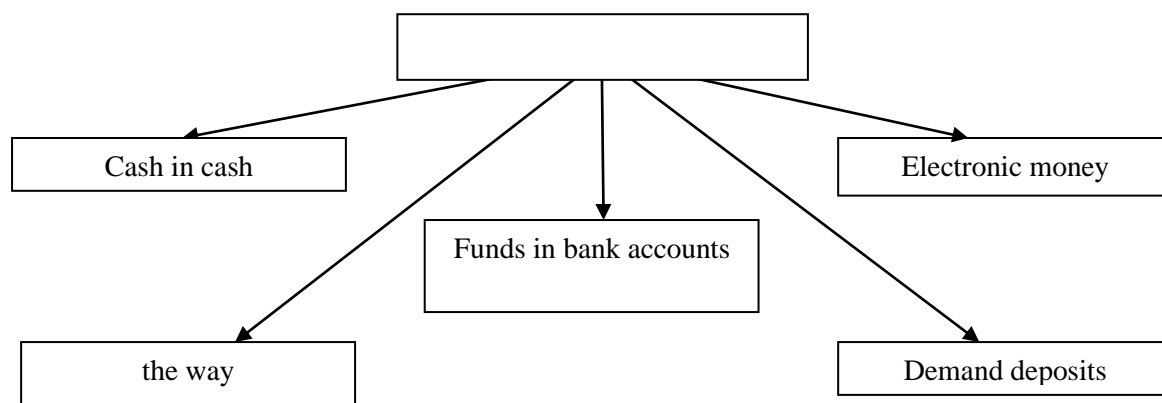 Cash in cash
Electronic money
Funds in bank accounts
the way
Demand deposits